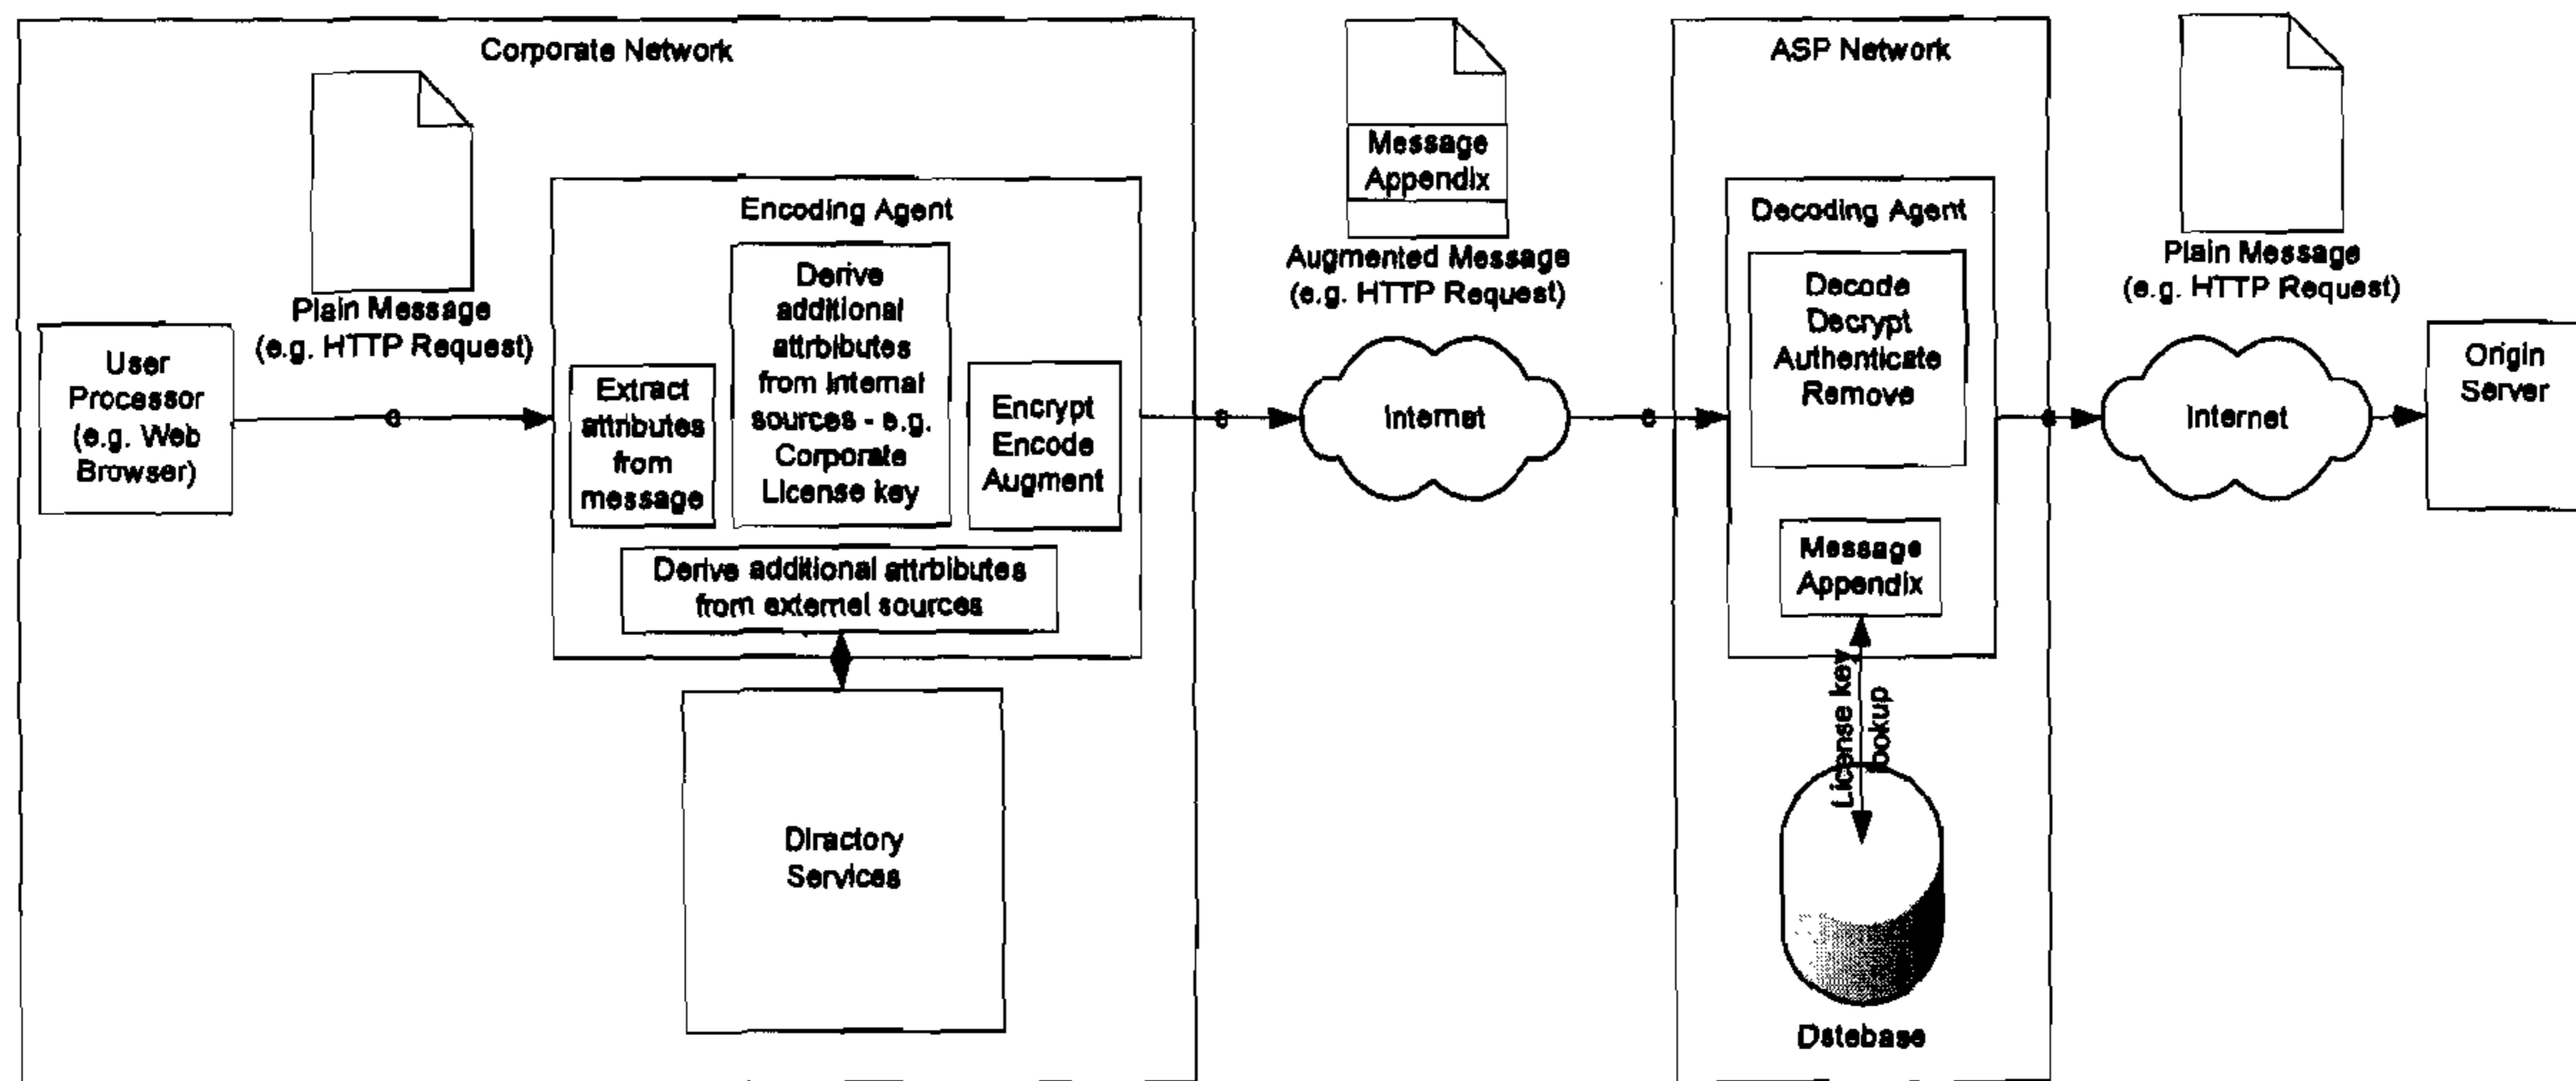 Corporate Network
Plain Message
(e.g. HTTP Request)
User
Processor
(e.g. Web
Browser)
Encoding Agent
Extract
attributes
from
message
Derive
additional
attrbibutes
from internal
sources - e.g.
Corporate
License key
Encrypt
Encode
Augment
Derive additional attrbibutes
from external sources
Diractory
Services
Message
Appendix
Augmented Message
(e.g. HTTP Request)
Internet
ASP Network
Decoding Agent
Decode
Decrypt
Authenticate
Remove
Message
Appendix
License key
lookup
Dstebase
Plain Message
(e.g. HTTP Request)
Internet
Origin
Server